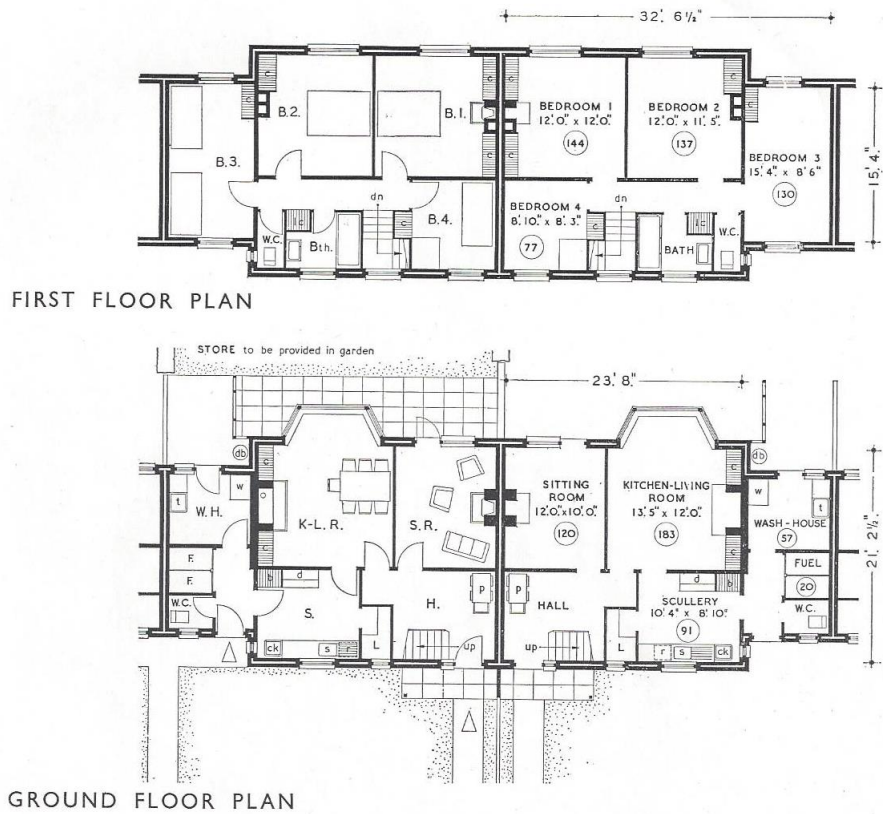 32'. 6½"
B.2.
B.1.
BEDROOM 1
12'.0" x 12'.0"
144
BEDROOM 2
12'.0" x 11'. 5"
137
c
c
c
c
c
c
c
c
B.3.
BEDROOM 3
15'. 4" x 8'. 6"
130
15'. 4"
dn
B.4.
c
BEDROOM 4
8'. 10" x 8'. 3"
77
c
dn
W.C.
lc
Bth.
BATH
lc
W.C.
FIRST FLOOR PLAN
STORE to be provided in garden
23'. 8"
db
db
W.H.
t
w
c
c
K-L. R.
S.R.
SITTING
ROOM
12'.0" x 10'. 0"
120
KITCHEN-LIVING
ROOM
13'. 5" x 12'. 0"
183
c
c
w
t
WASH-HOUSE
57
21'. 2½"
F.
F.
W.C.
b
d
S.
ck
s
r
L
H.
P
up
P
HALL
up
L
d
b
SCULLERY
10'. 4" x 8'. 10"
91
r
s
ck
FUEL
20
W.C.
GROUND FLOOR PLAN